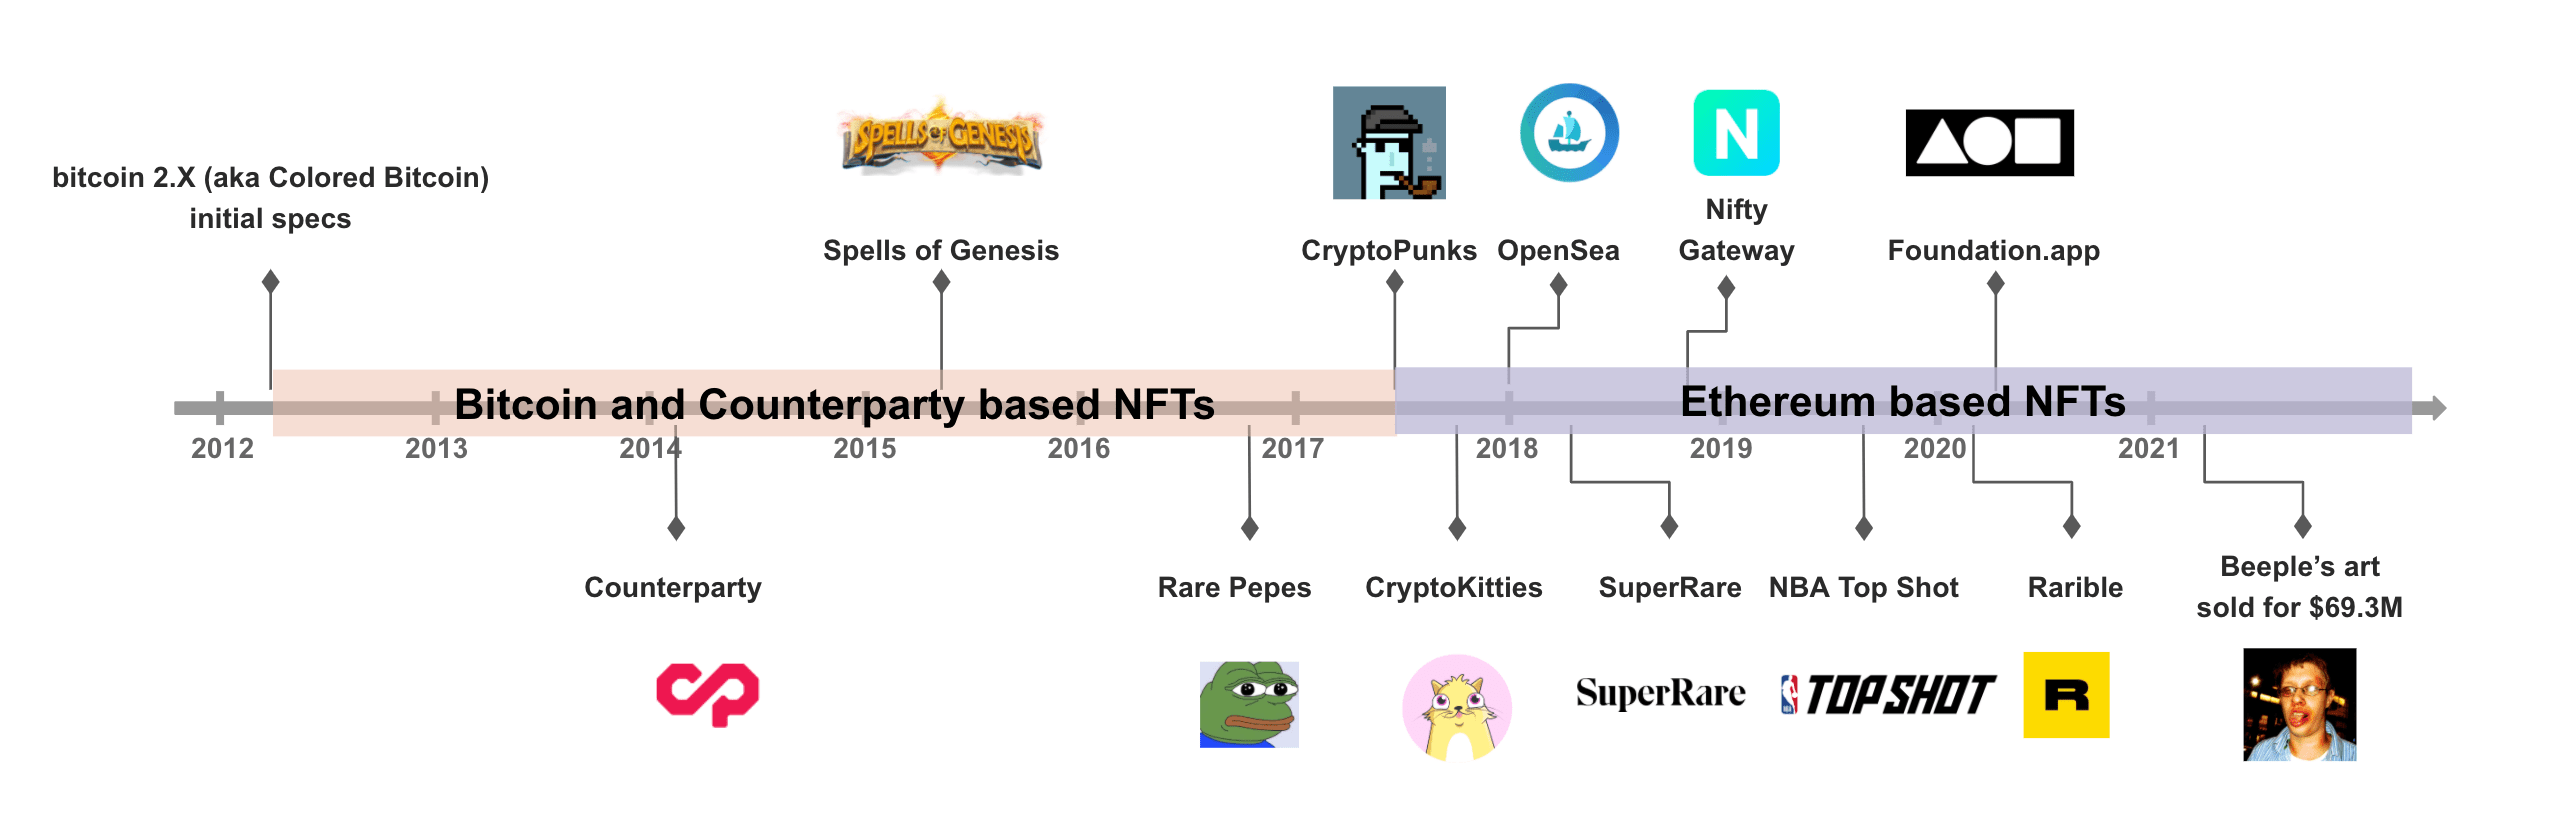 SPELLS OF GENESIS
N
bitcoin 2.X (aka Colored Bitcoin)
initial specs
Spells of Genesis
CryptoPunks
OpenSea
Nifty
Gateway
Foundation.app
Bitcoin and Counterparty based NFTs
Ethereum based NFTs
2012
2013
2014
2015
2016
2017
2018
2019
2020
2021
Counterparty
Rare Pepes
CryptoKitties
SuperRare
NBA Top Shot
Rarible
Beeple’s art
sold for $69.3M
SuperRare
TOP SHOT
R